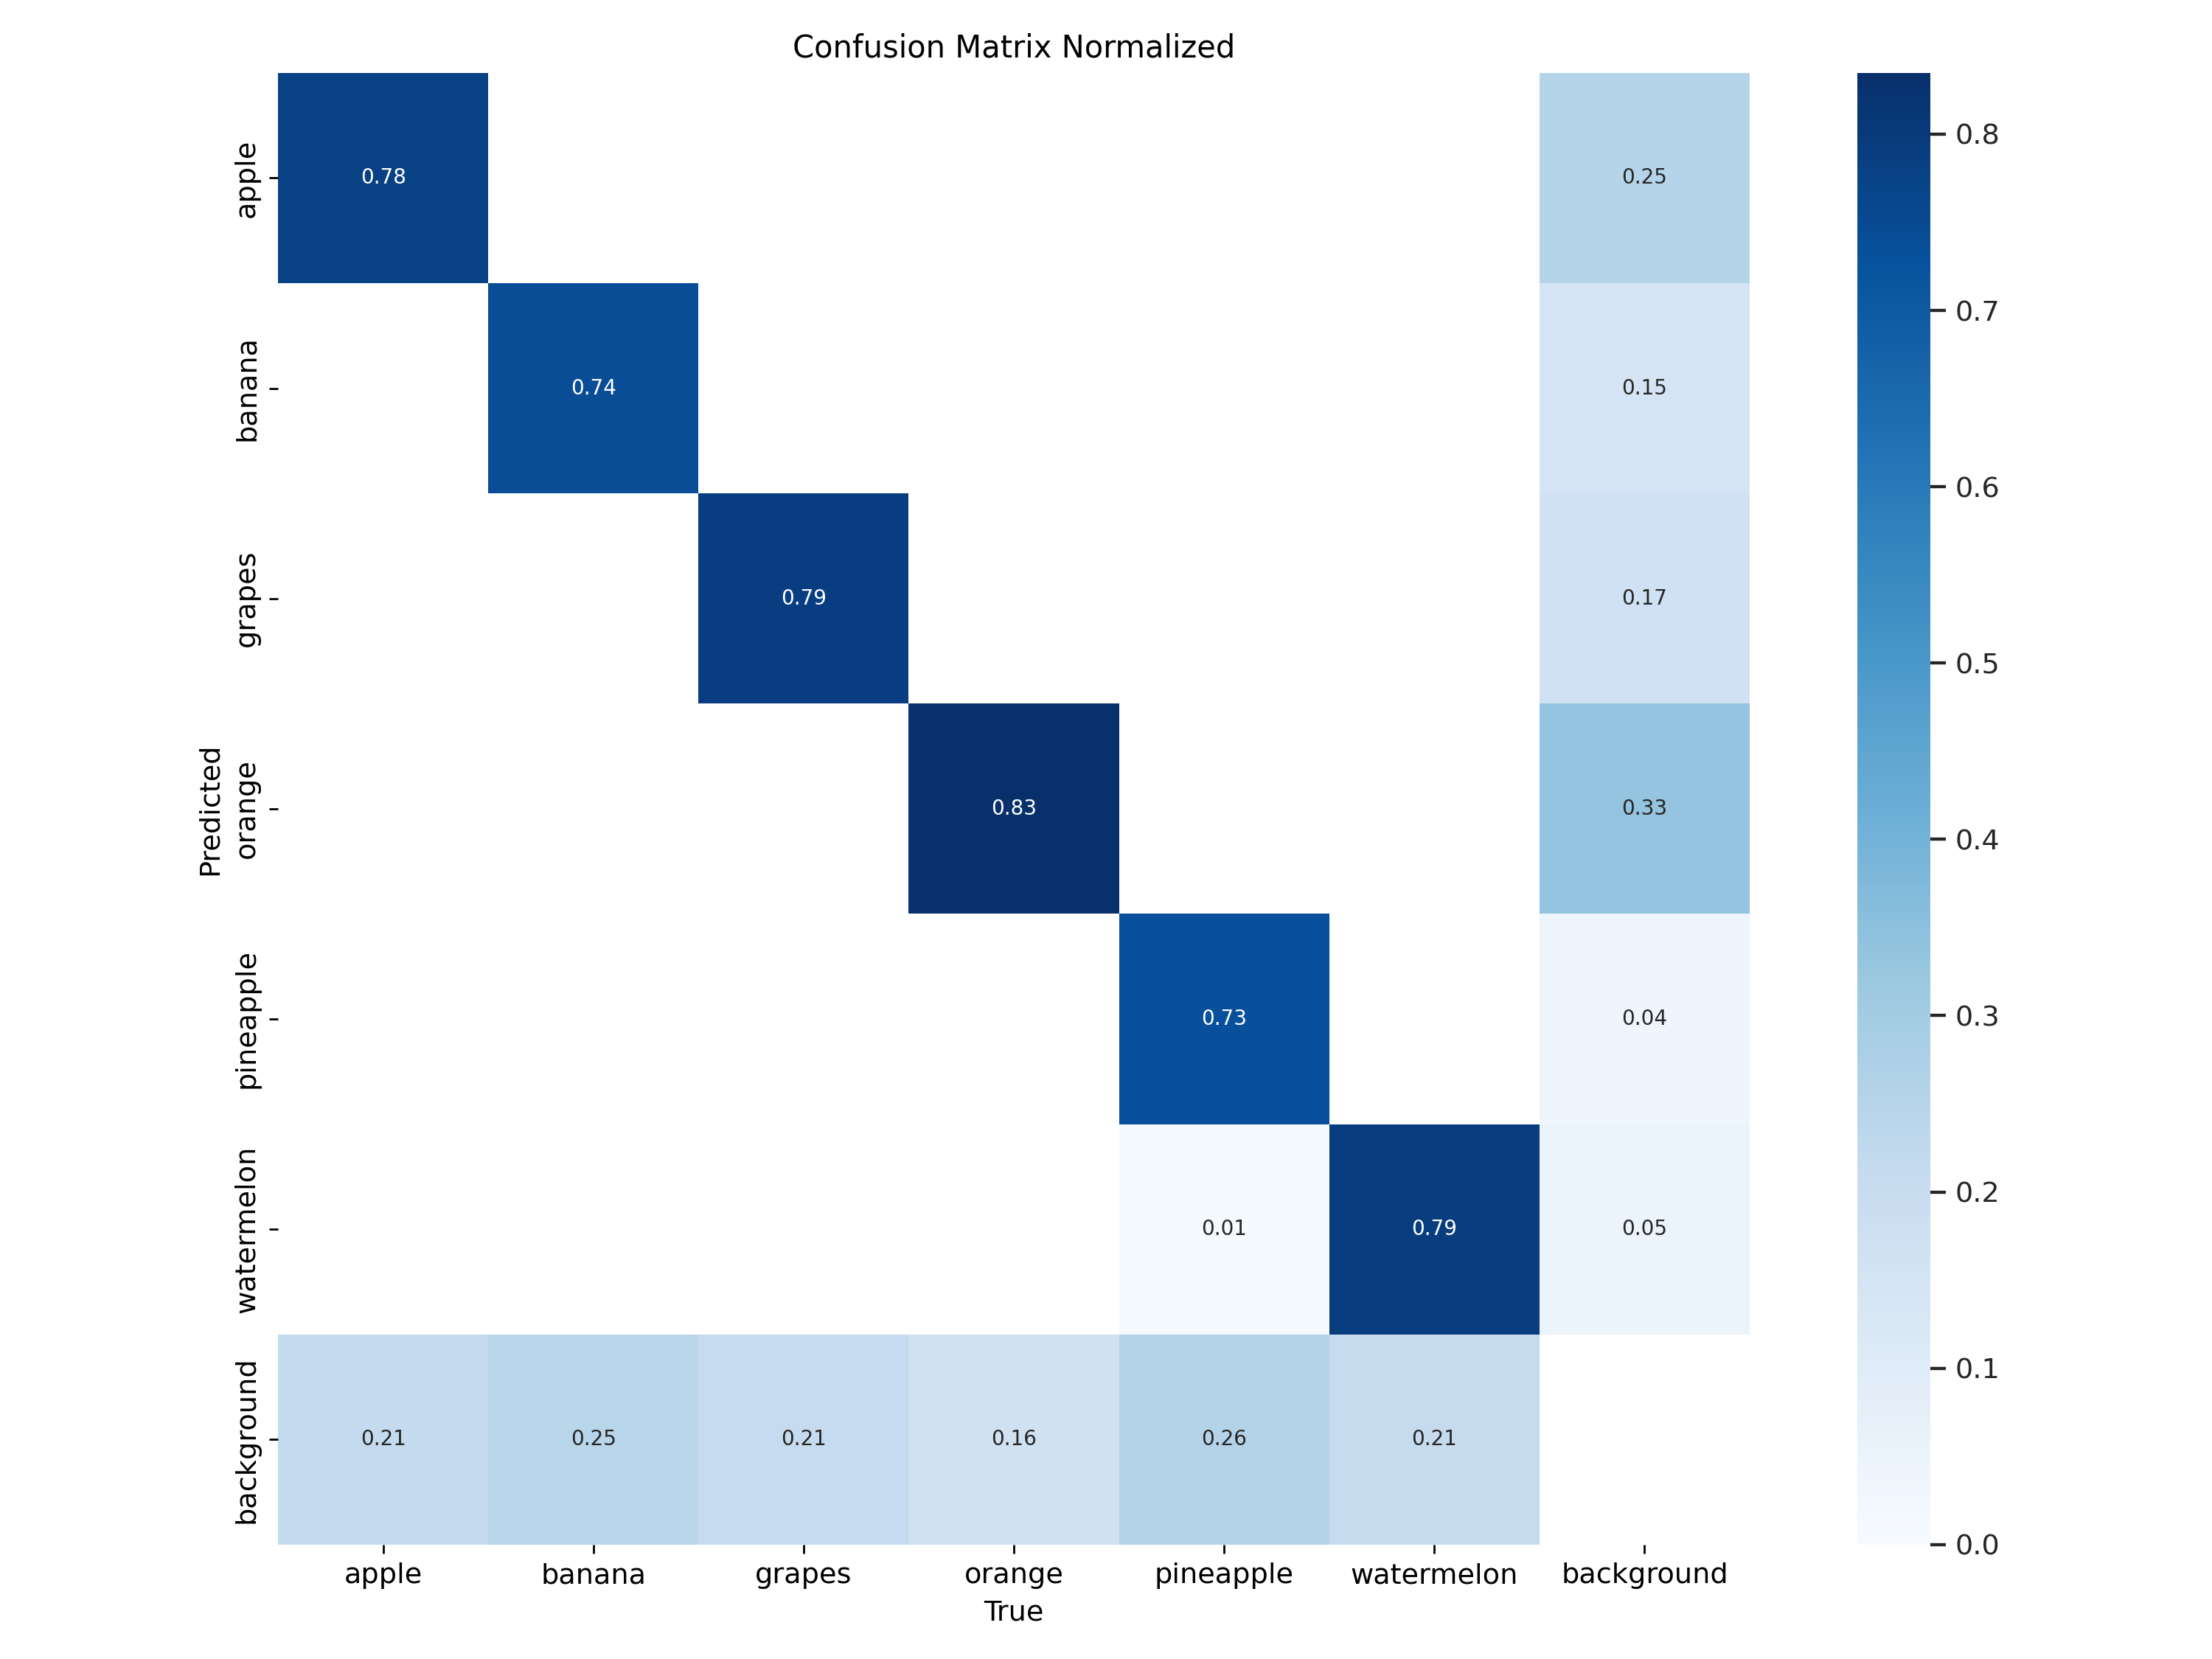 Confusion Matrix Normalized
apple
0.78
0.25
0.8
banana
0.74
0.15
0.7
grapes
0.79
0.17
0.6
0.5
Predicted
orange
0.83
0.33
0.4
pineapple
0.73
0.04
0.3
watermelon
0.01
0.79
0.05
0.2
background
0.21
0.25
0.21
0.16
0.26
0.21
0.1
0.0
apple
banana
grapes
orange
pineapple
watermelon
background
True